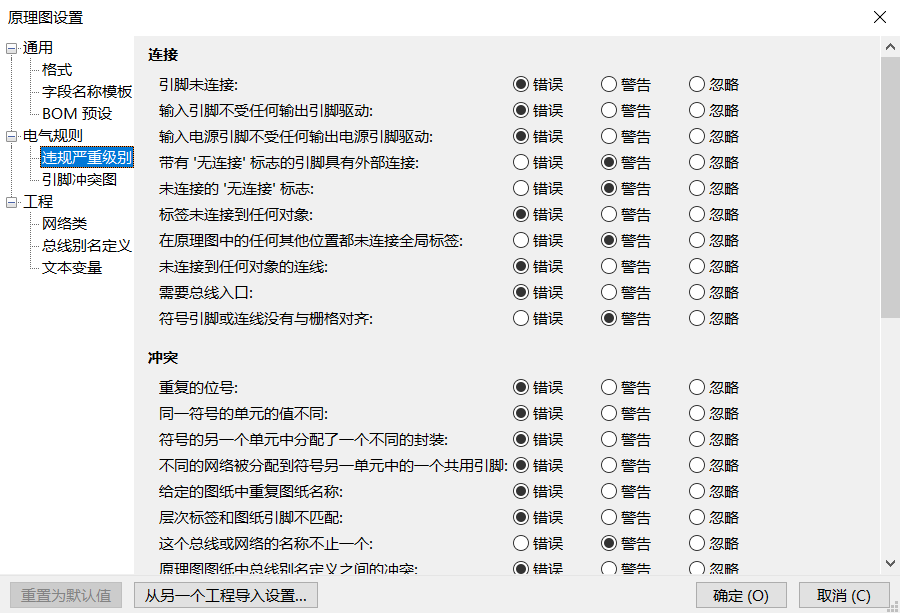 原理图设置
通用
格式
字段名称模板
BOM 预设
电气规则
违规严重级别
引脚冲突图
工程
网络类
总线别名定义
文本变量
连接
引脚未连接: 错误 警告 忽略
输入引脚不受任何输出引脚驱动: 错误 警告 忽略
输入电源引脚不受任何输出电源引脚驱动: 错误 警告 忽略
带有 '无连接' 标志的引脚具有外部连接: 错误 警告 忽略
未连接的 '无连接' 标志: 错误 警告 忽略
标签未连接到任何对象: 错误 警告 忽略
在原理图中的任何其他位置都未连接全局标签: 错误 警告 忽略
未连接到任何对象的连线: 错误 警告 忽略
需要总线入口: 错误 警告 忽略
符号引脚或连线没有与栅格对齐: 错误 警告 忽略
冲突
重复的位号: 错误 警告 忽略
同一符号的单元的值不同: 错误 警告 忽略
符号的另一个单元中分配了一个不同的封装: 错误 警告 忽略
不同的网络被分配到符号另一单元中的一个共用引脚: 错误 警告 忽略
给定的图纸中重复图纸名称: 错误 警告 忽略
层次标签和图纸引脚不匹配: 错误 警告 忽略
这个总线或网络的名称不止一个: 错误 警告 忽略
原理图图纸中总线别名定义之间的冲突: 错误 警告 忽略
重置为默认值 从另一个工程导入设置... 确定 (O) 取消 (C)